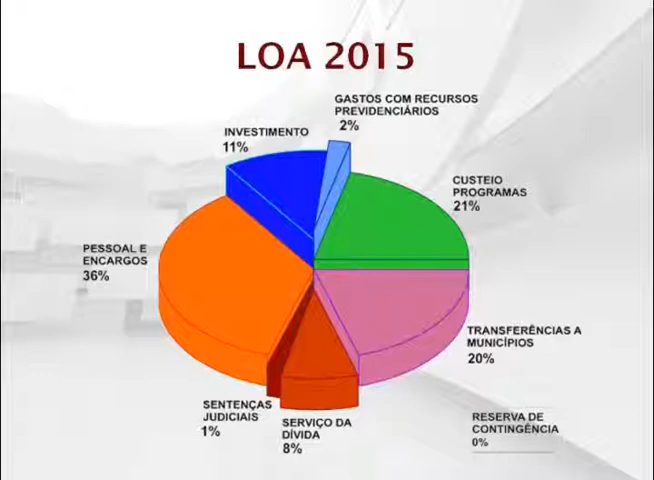 LOA 2015
GASTOS COM RECURSOS
PREVIDENCIÁRIOS
2%
INVESTIMENTO
11%
CUSTEIO
PROGRAMAS
21%
PESSOAL E
ENCARGOS
36%
TRANSFERÊNCIAS A
MUNICÍPIOS
20%
SENTENÇAS
JUDICIAIS
1%
SERVIÇO DA
DÍVIDA
8%
RESERVA DE
CONTINGÊNCIA
0%